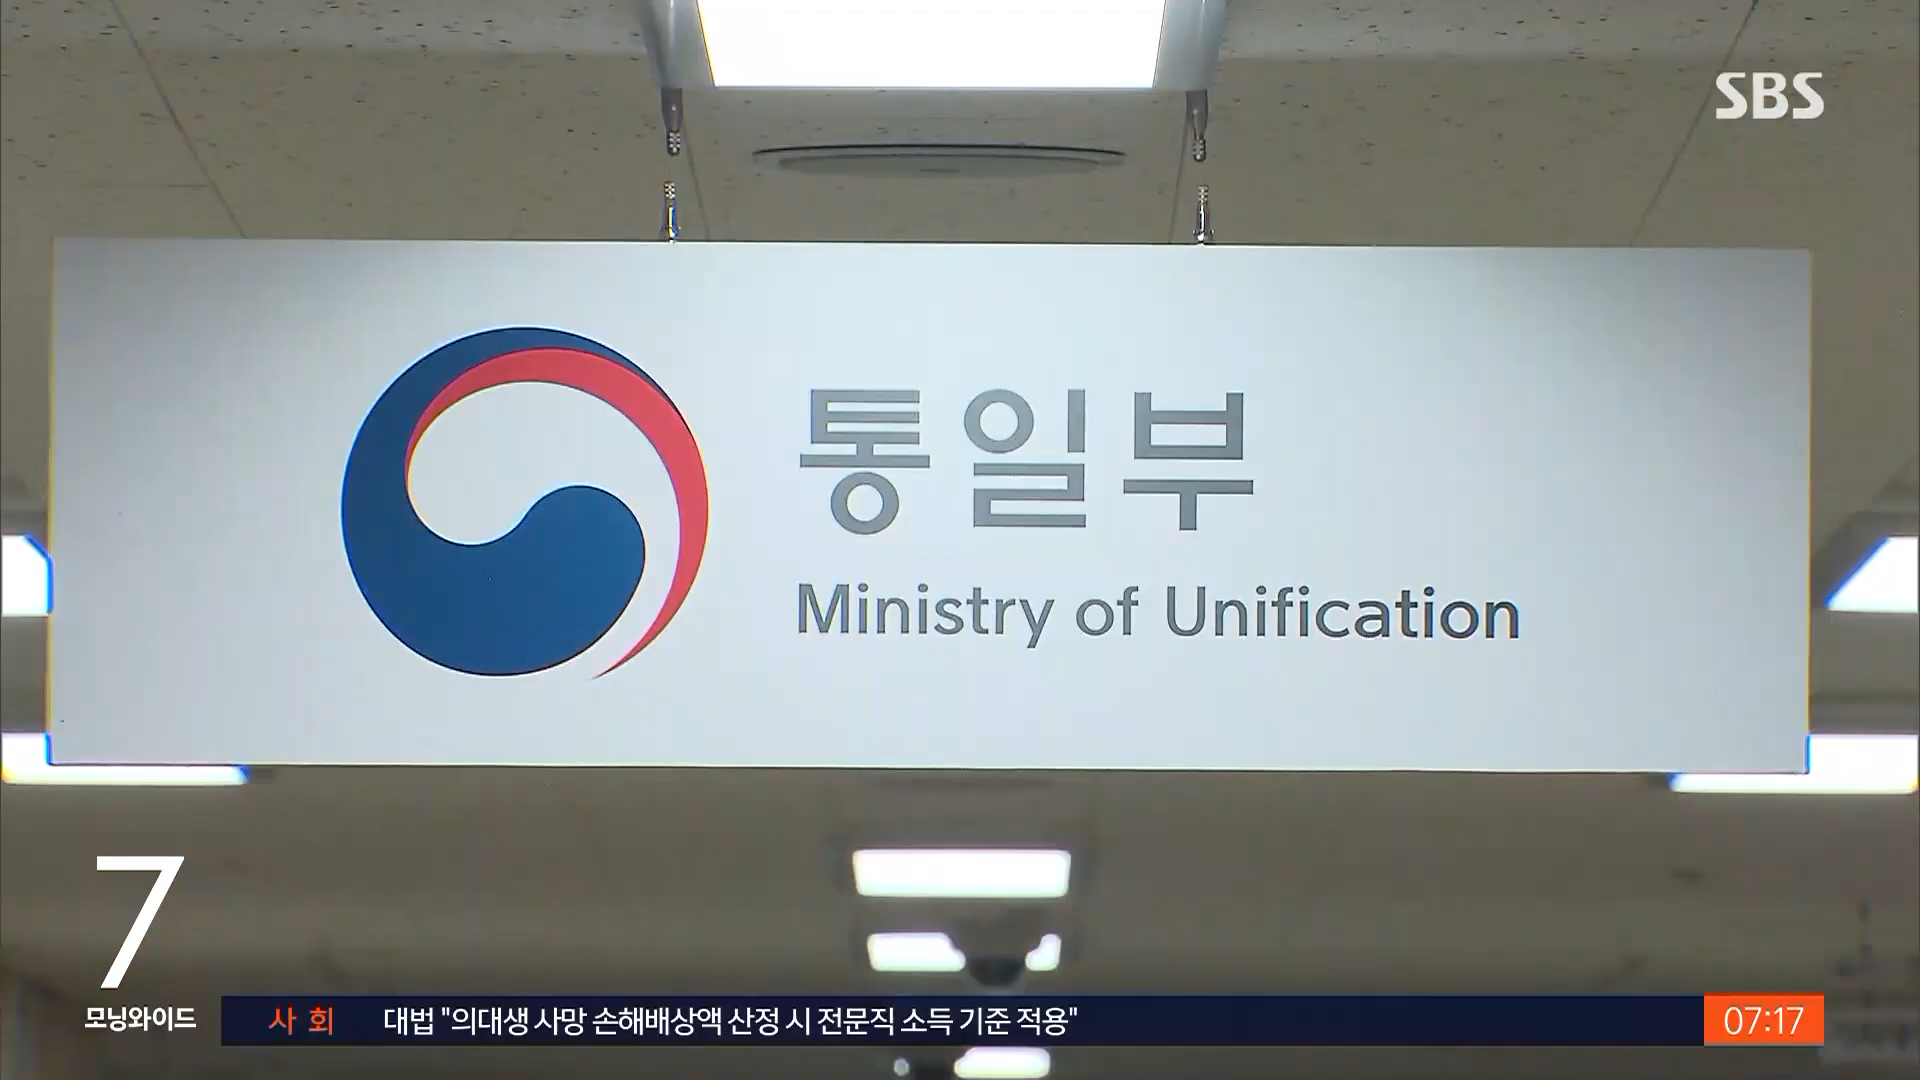 SBS
통일부
Ministry of Unification
7
모닝와이드
사회 대법 "의대생 사망 손해배상액 산정 시 전문직 소득 기준 적용" 07:17